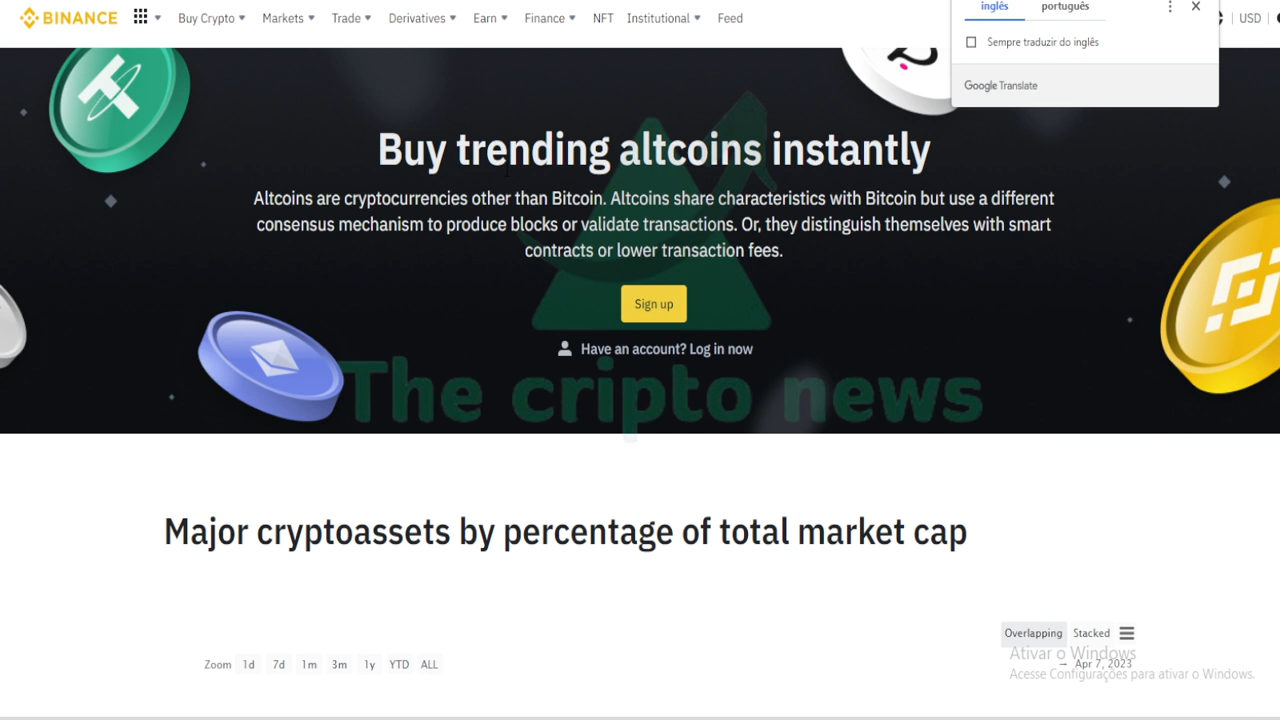 BINANCE Buy Crypto Markets Trade Derivatives Earn Finance NFT Institutional Feed USD
inglês português
Sempre traduzir do inglês
Google Translate
Buy trending altcoins instantly
Altcoins are cryptocurrencies other than Bitcoin. Altcoins share characteristics with Bitcoin but use a different
consensus mechanism to produce blocks or validate transactions. Or, they distinguish themselves with smart
contracts or lower transaction fees.
Sign up
Have an account? Log in now
The cripto news
Major cryptoassets by percentage of total market cap
Overlapping Stacked
Zoom 1d 7d 1m 3m 1y YTD ALL
→ Apr 7, 2023
Ativar o Windows
Acesse Configurações para ativar o Windows.